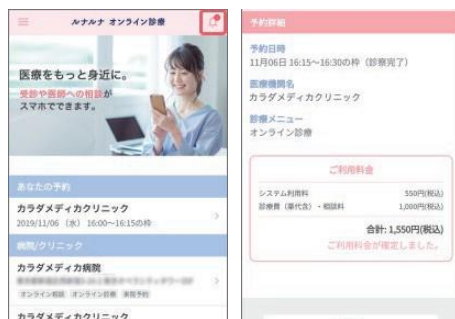 ルナルナ オンライン診療
医療をもっと身近に。
受診や医師への相談が
スマホでできます。
あなたの予約
カラダメディカクリニック
2019/11/06 （水） 16:00〜16:15の枠
病院/クリニック
カラダメディカ病院
オンライン相談 オンライン診療 来院予約
カラダメディカクリニック
予約詳細
予約日時
11月06日 16:15〜16:30の枠（診察完了）
医療機関名
カラダメディカクリニック
診療メニュー
オンライン診療
ご利用料金
システム利用料 550円(税込)
診療費（薬代含）・相談料 1,000円(税込)
合計: 1,550円(税込)
ご利用料金が確定しました。